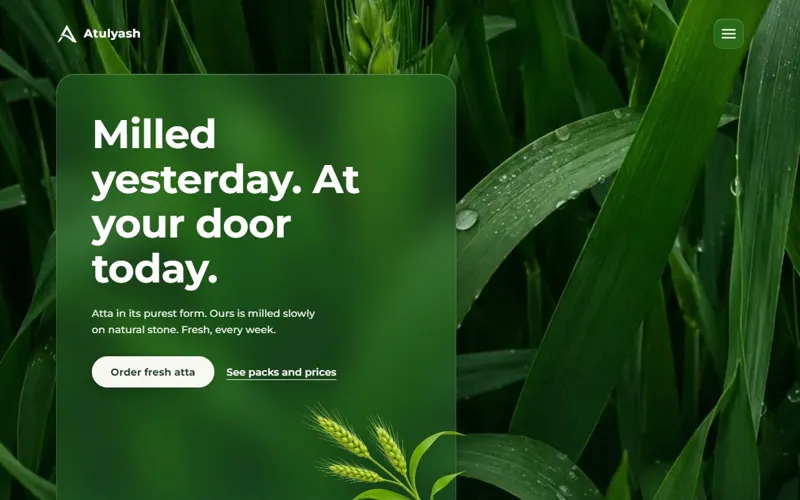 Atulyash
Milled
yesterday. At
your door
today.
Atta in its purest form. Ours is milled slowly
on natural stone. Fresh, every week.
Order fresh atta
See packs and prices